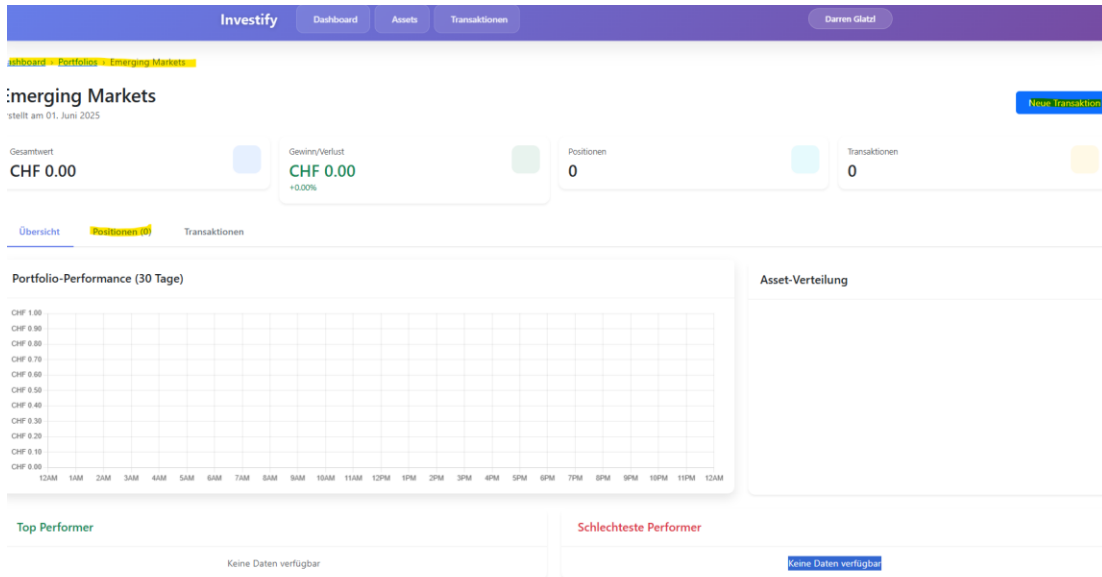 Investify Dashboard Assets Transaktionen Darren Glatzl
ashboard › Portfolios › Emerging Markets
Emerging Markets
rstellt am 01. Juni 2025
Neue Transaktion
Gesamtwert
CHF 0.00
Gewinn/Verlust
CHF 0.00
+0.00%
Positionen
0
Transaktionen
0
Übersicht Positionen (0) Transaktionen
Portfolio-Performance (30 Tage)
CHF 1.00
CHF 0.90
CHF 0.80
CHF 0.70
CHF 0.60
CHF 0.50
CHF 0.40
CHF 0.30
CHF 0.20
CHF 0.10
CHF 0.00
12AM 1AM 2AM 3AM 4AM 5AM 6AM 7AM 8AM 9AM 10AM 11AM 12PM 1PM 2PM 3PM 4PM 5PM 6PM 7PM 8PM 9PM 10PM 11PM 12AM
Asset-Verteilung
Top Performer
Keine Daten verfügbar
Schlechteste Performer
Keine Daten verfügbar